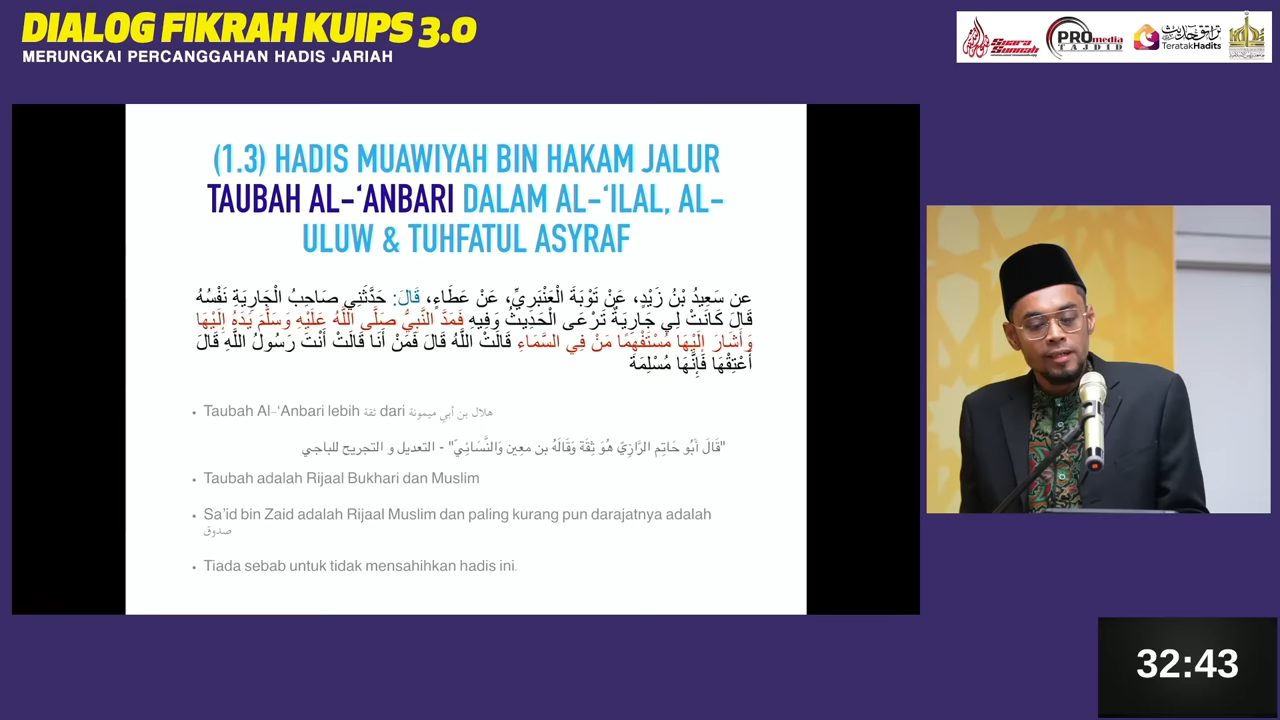 DIALOG FIKRAH KUIPS 3.0
MERUNGKAI PERCANGGAHAN HADIS JARIAH
Suara Sunnah
PROmedia
TAJDID
TeratakHadits
(1.3) HADIS MUAWIYAH BIN HAKAM JALUR
TAUBAH AL-‘ANBARI DALAM AL-‘ILAL, AL-
ULUW & TUHFATUL ASYRAF
عن سَعِيدُ بْنُ زَيْدٍ، عَنْ تَوْبَةَ الْعَنْبَرِيِّ، عَنْ عَطَاءٍ، قَالَ: حَدَّثَنِي صَاحِبُ الْجَارِيَةِ نَفْسُهُ
قَالَ كَانَتْ لِي جَارِيَةٌ تَرْعَى الْحَدِيثُ وَفِيهِ فَمَدَّ النَّبِيُّ صَلَّى اللَّهُ عَلَيْهِ وَسَلَّمَ يَدَهُ إِلَيْهَا
وَأَشَارَ إِلَيْهَا مُسْتَفْهِمًا مَنْ فِي السَّمَاءِ قَالَتْ اللَّهُ قَالَ فَمَنْ أَنَا قَالَتْ أَنْتَ رَسُولُ اللَّهِ قَالَ
أَعْتِقْهَا فَإِنَّهَا مُسْلِمَة
• Taubah Al-‘Anbari lebih ثقة dari هلال بن أبي ميمونة
"قَالَ أَبُو حَاتِم الرَّازِيّ هُوَ ثِقَة وَقَالَهُ بن معِين وَالنَّسَائِيّ" - التعديل و التجريح للباجي
• Taubah adalah Rijaal Bukhari dan Muslim
• Sa’id bin Zaid adalah Rijaal Muslim dan paling kurang pun darajatnya adalah
صدوق
• Tiada sebab untuk tidak mensahihkan hadis ini.
32:43